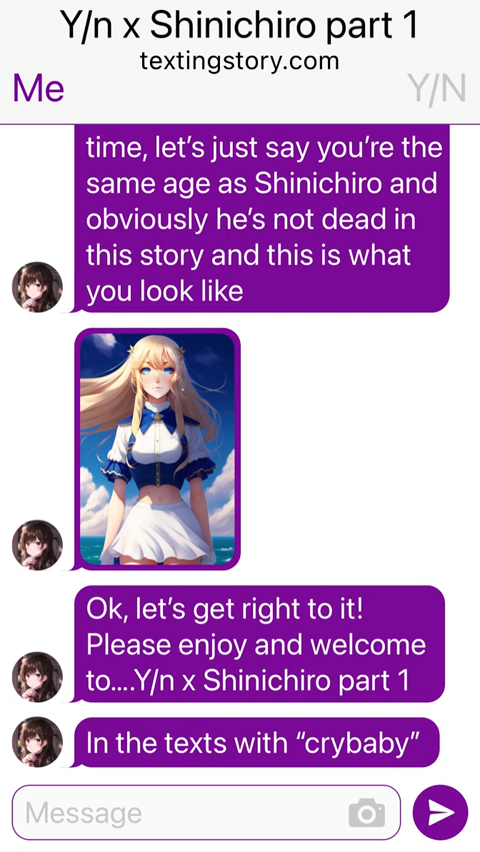 Y/n x Shinichiro part 1
textingstory.com
Me
Y/N
time, let’s just say you’re the
same age as Shinichiro and
obviously he’s not dead in
this story and this is what
you look like
Ok, let’s get right to it!
Please enjoy and welcome
to....Y/n x Shinichiro part 1
In the texts with “crybaby”
Message